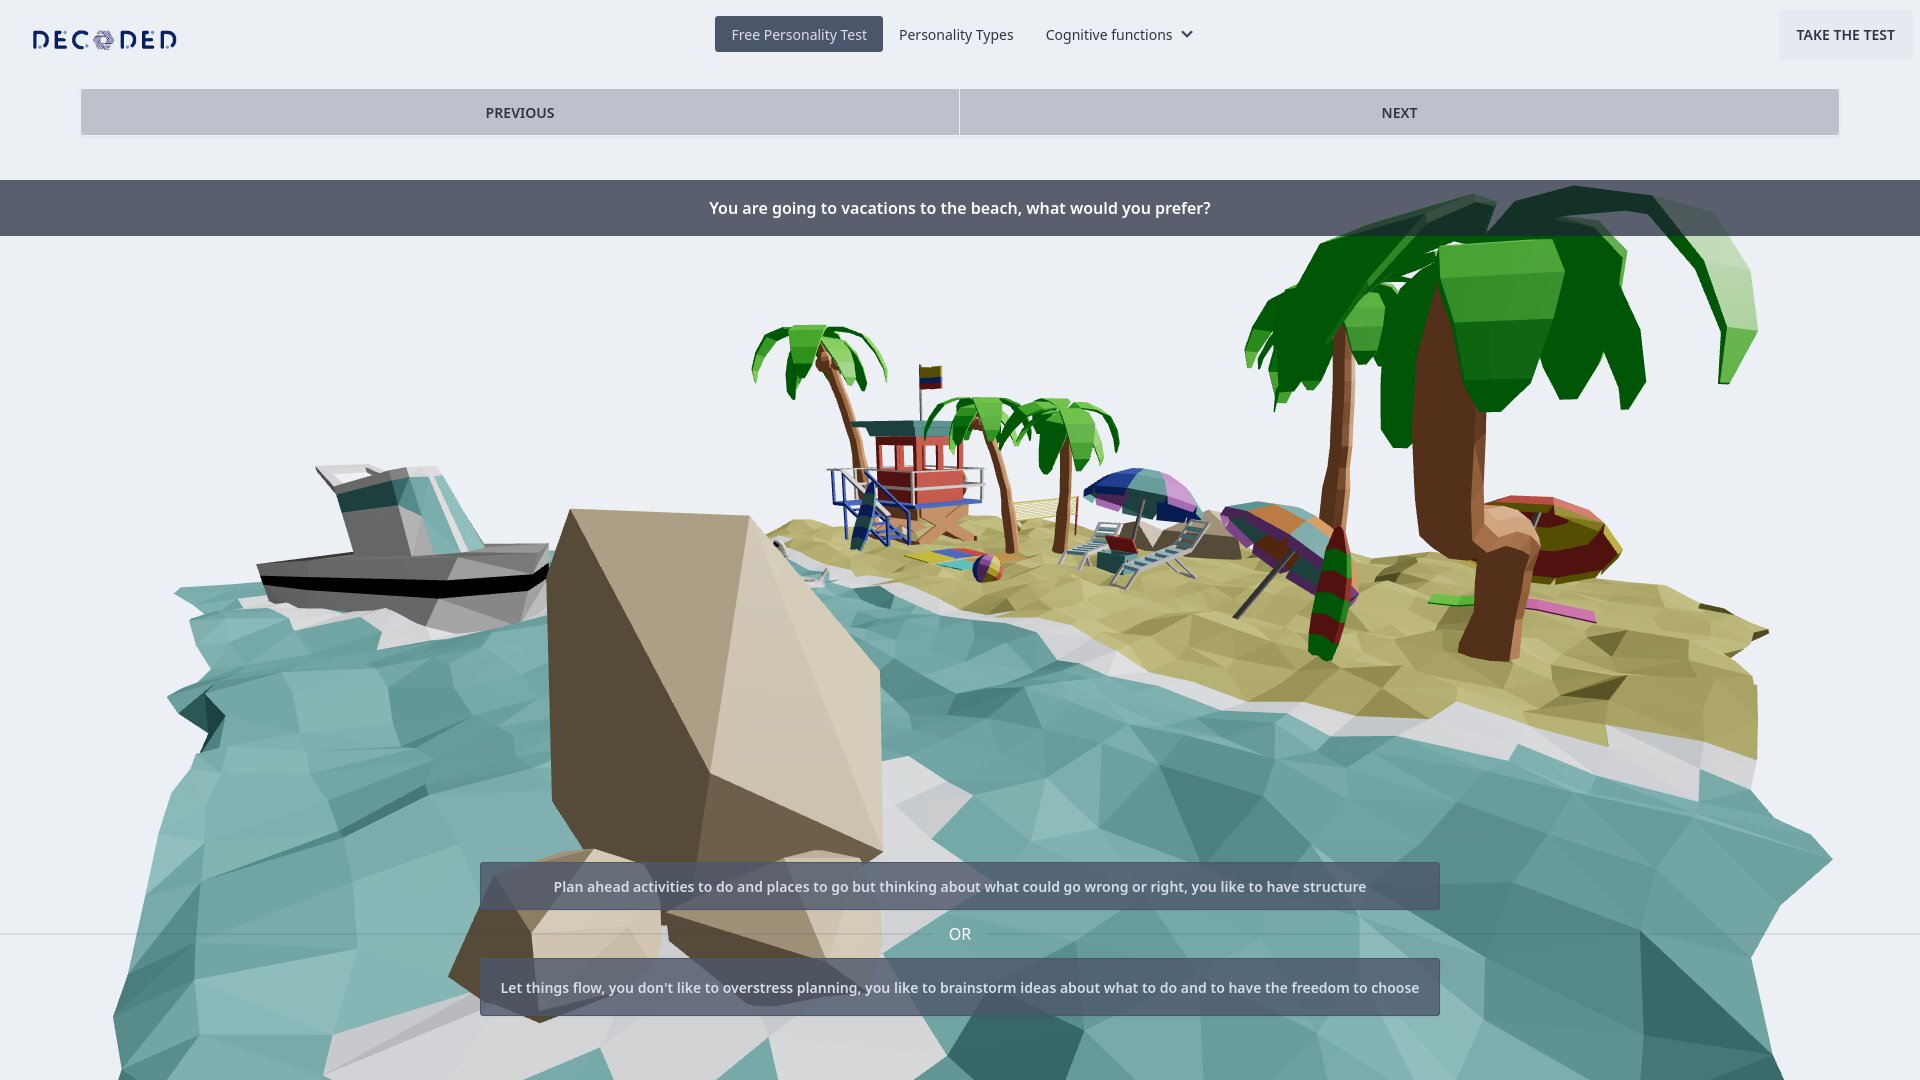 DECODED
Free Personality Test
Personality Types
Cognitive functions
TAKE THE TEST
PREVIOUS
NEXT
You are going to vacations to the beach, what would you prefer?
Plan ahead activities to do and places to go but thinking about what could go wrong or right, you like to have structure
OR
Let things flow, you don't like to overstress planning, you like to brainstorm ideas about what to do and to have the freedom to choose